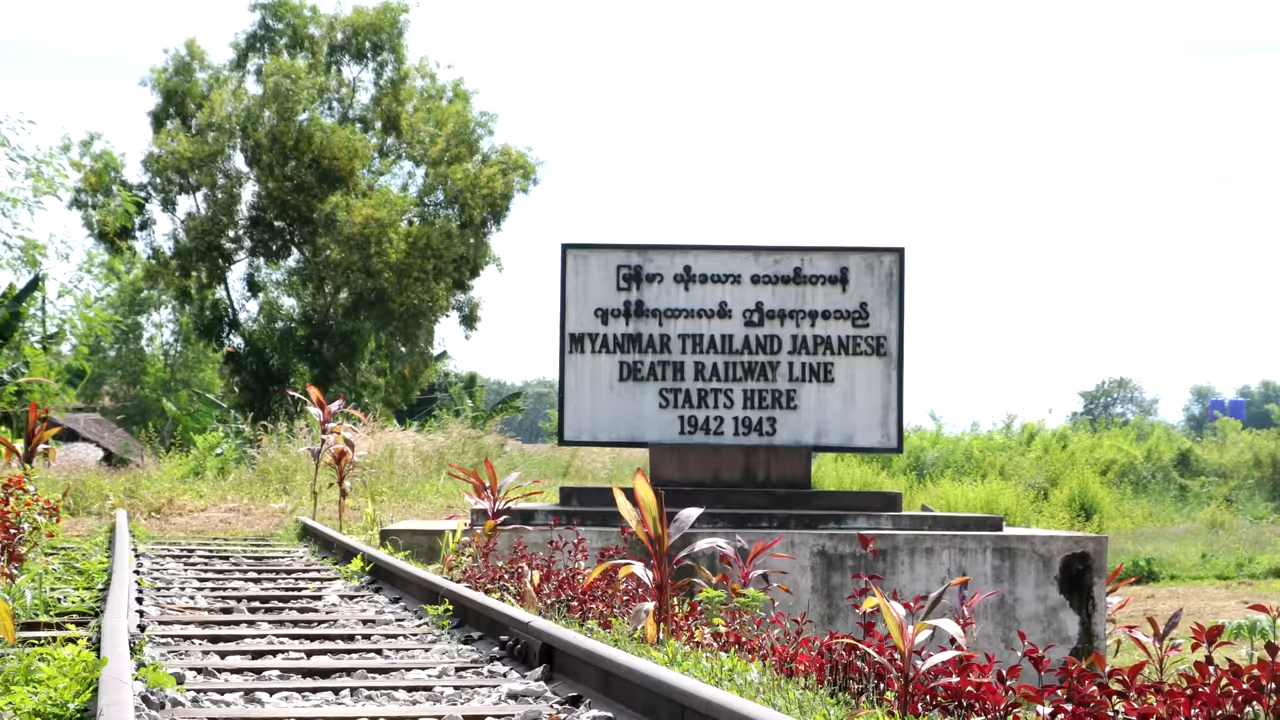 မြန်မာ ယိုးဒယား သေမင်းတမန်
ဂျပန်မီးရထားလမ်း ဤနေရာမှစသည်
MYANMAR THAILAND JAPANESE
DEATH RAILWAY LINE
STARTS HERE
1942 1943